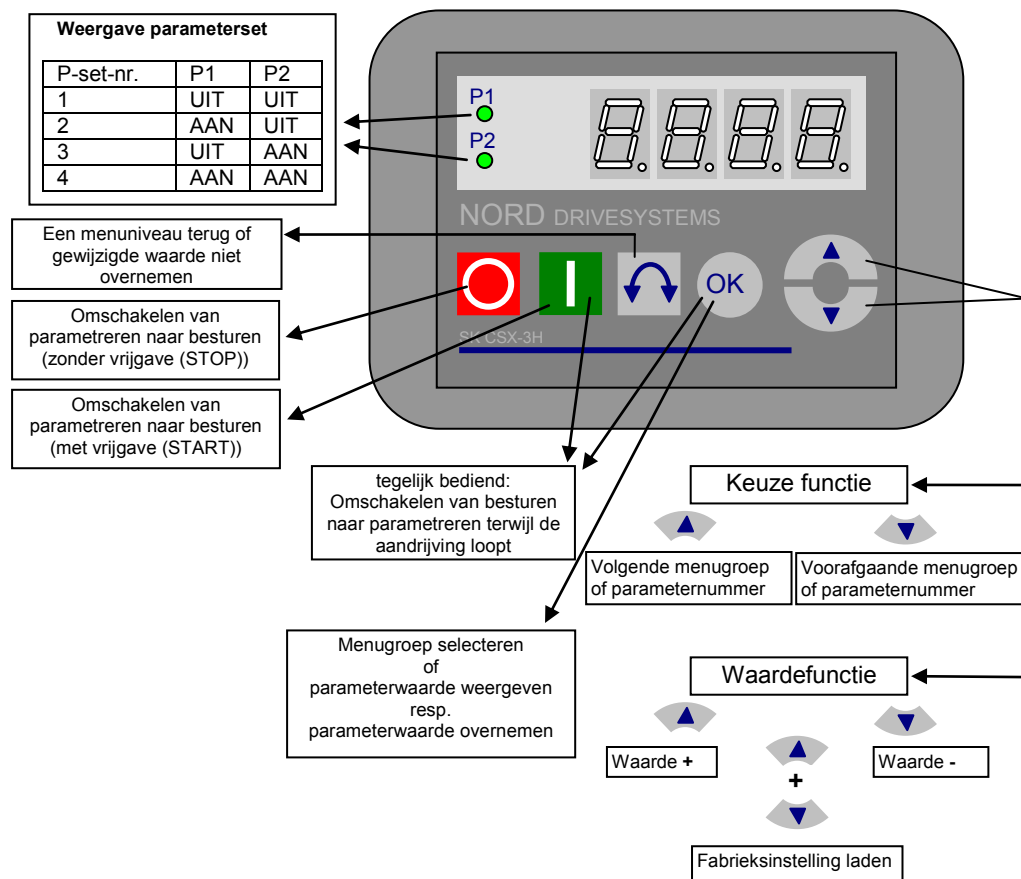 Weergave parameterset
P-set-nr. P1 P2
1 UIT UIT
2 AAN UIT
3 UIT AAN
4 AAN AAN
P1
P2
NORD DRIVESYSTEMS
OK
SK CSX-3H
Een menuniveau terug of
gewijzigde waarde niet
overnemen
Omschakelen van
parametreren naar besturen
(zonder vrijgave (STOP))
Omschakelen van
parametreren naar besturen
(met vrijgave (START))
tegelijk bediend:
Omschakelen van besturen
naar parametreren terwijl de
aandrijving loopt
Menugroep selecteren
of
parameterwaarde weergeven
resp.
parameterwaarde overnemen
Keuze functie
Volgende menugroep
of parameternummer
Voorafgaande menugroep
of parameternummer
Waardefunctie
Waarde +
Waarde -
+
Fabrieksinstelling laden